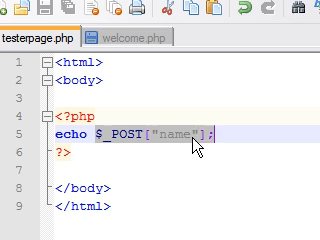 testerpage.php welcome.php
1 <html>
2 <body>
3
4 <?php
5 echo $_POST["name"];
6 ?>
7
8 </body>
9 </html>